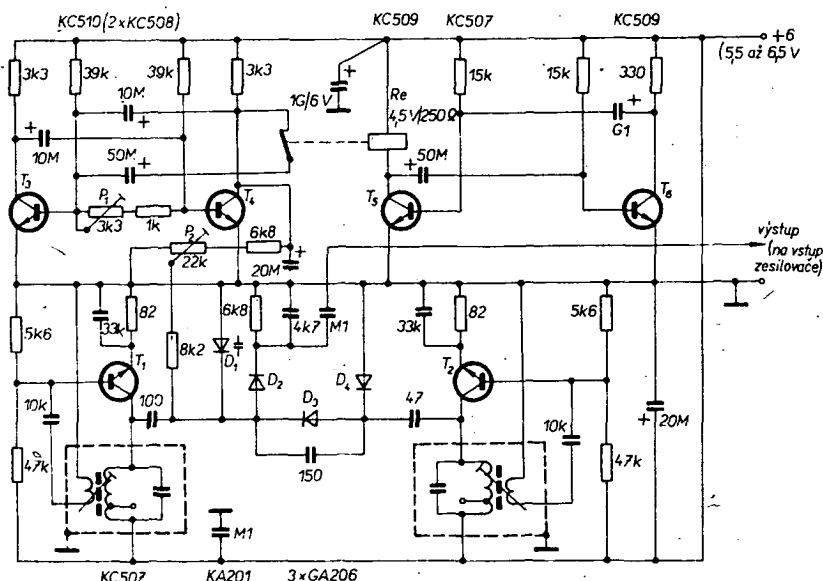 KC510 (2×KC508)
KC509
KC507
KC509
+6
(5,5 až 6,5 V
3k3
39k
39k
3k3
10M
10M
50M
1G/6 V
Re
4,5V/250Ω
15k
15k
330
G1
50M
T3
T4
T5
T6
P1
3k3
1k
P2
22k
6k8
20M
výstup
(na vstup
zesilovače)
5k6
33k
82
8k2
6k8
4k7
M1
33k
82
5k6
T1
D1
D2
D4
T2
10k
100
D3
47
10k
20M
47k
150
47k
M1
KC507
KA201
3×GA206